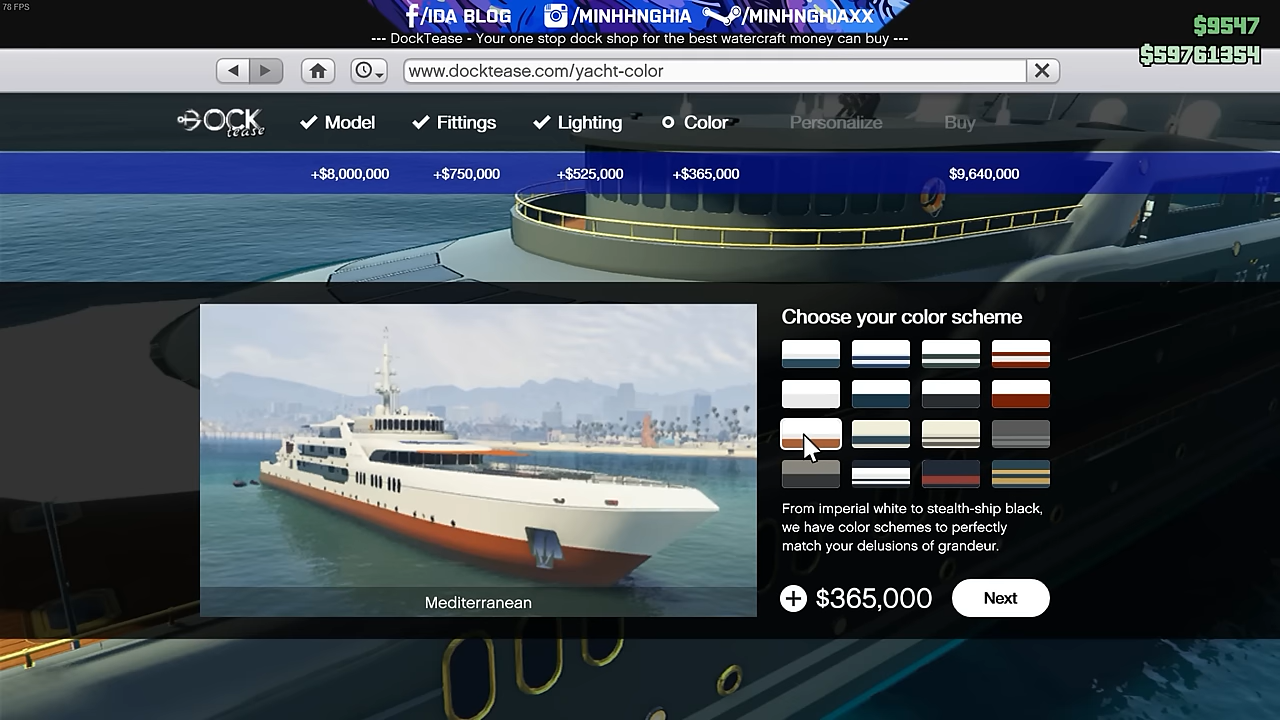 78 FPS
/IDA BLOG /MINHHNGHIA /MINHNGHIAXX
--- DockTease - Your one stop dock shop for the best watercraft money can buy ---
$9547
$59761354
www.docktease.com/yacht-color
DOCK tease Model Fittings Lighting Color Personalize Buy
+$8,000,000 +$750,000 +$525,000 +$365,000 $9,640,000
Choose your color scheme
From imperial white to stealth-ship black,
we have color schemes to perfectly
match your delusions of grandeur.
Mediterranean
$365,000 Next